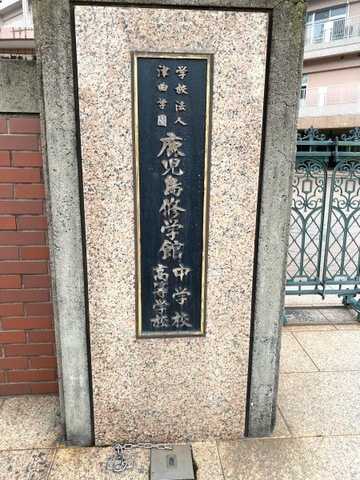 学校法人
津曲学園
鹿児島修学館
中学校
高等学校